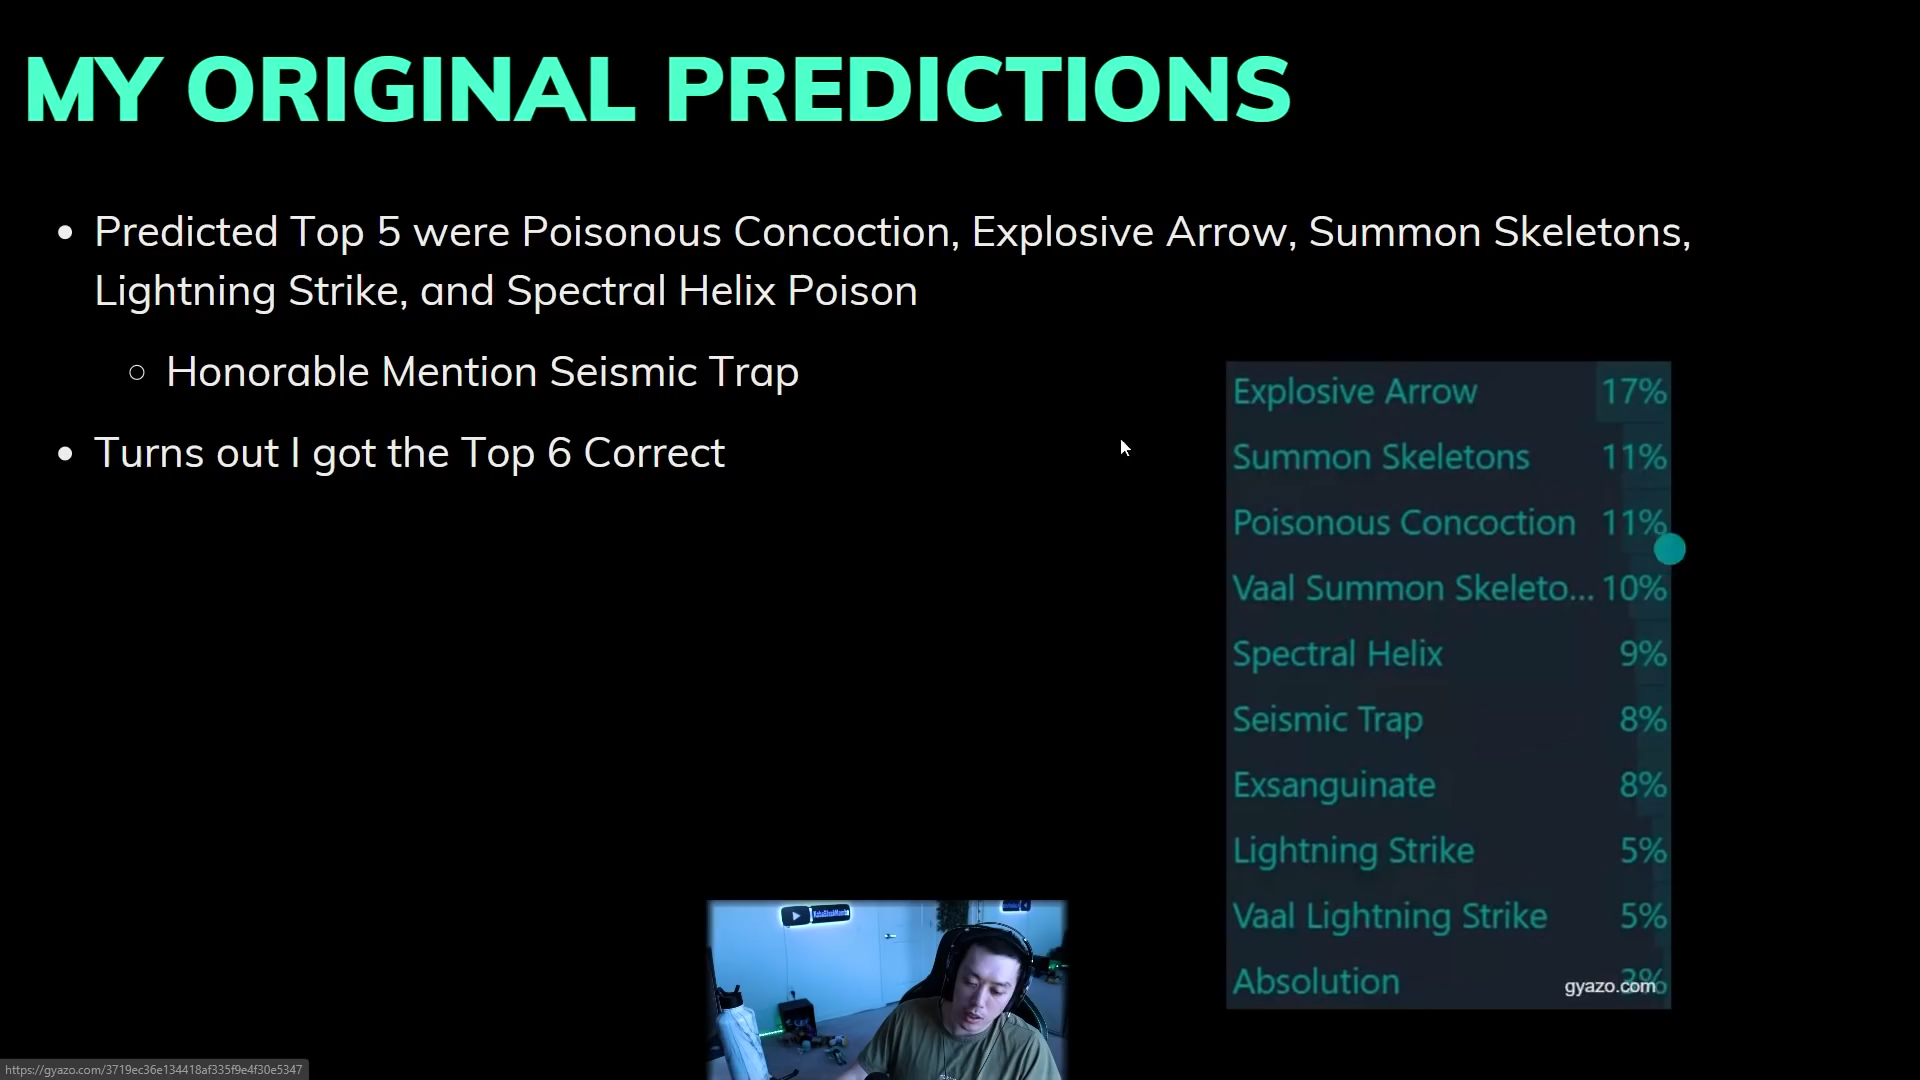 MY ORIGINAL PREDICTIONS
Predicted Top 5 were Poisonous Concoction, Explosive Arrow, Summon Skeletons,
Lightning Strike, and Spectral Helix Poison
Honorable Mention Seismic Trap
Turns out I got the Top 6 Correct
Explosive Arrow 17%
Summon Skeletons 11%
Poisonous Concoction 11%
Vaal Summon Skeleto... 10%
Spectral Helix 9%
Seismic Trap 8%
Exsanguinate 8%
Lightning Strike 5%
Vaal Lightning Strike 5%
Absolution 3%
gyazo.com
https://gyazo.com/3719ec36e134418af335f9e4f30e5347